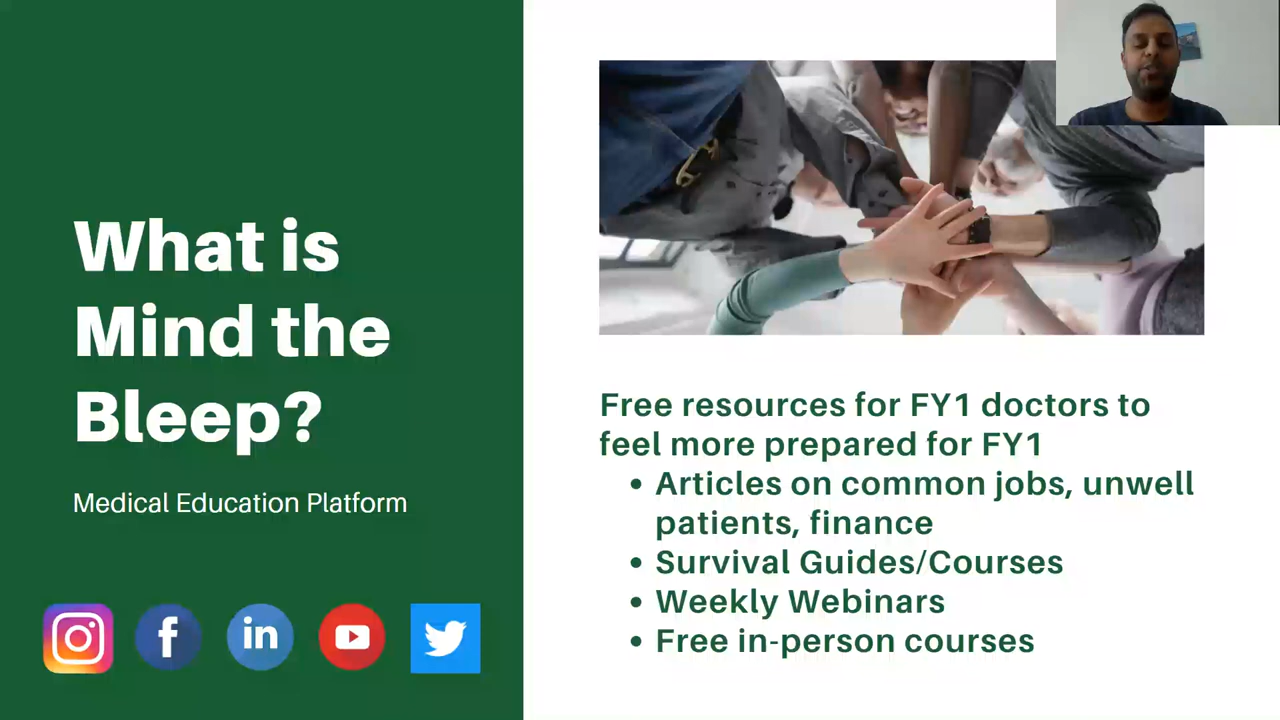 What is
Mind the
Bleep?
Medical Education Platform
Free resources for FY1 doctors to
feel more prepared for FY1
• Articles on common jobs, unwell
patients, finance
• Survival Guides/Courses
• Weekly Webinars
• Free in-person courses